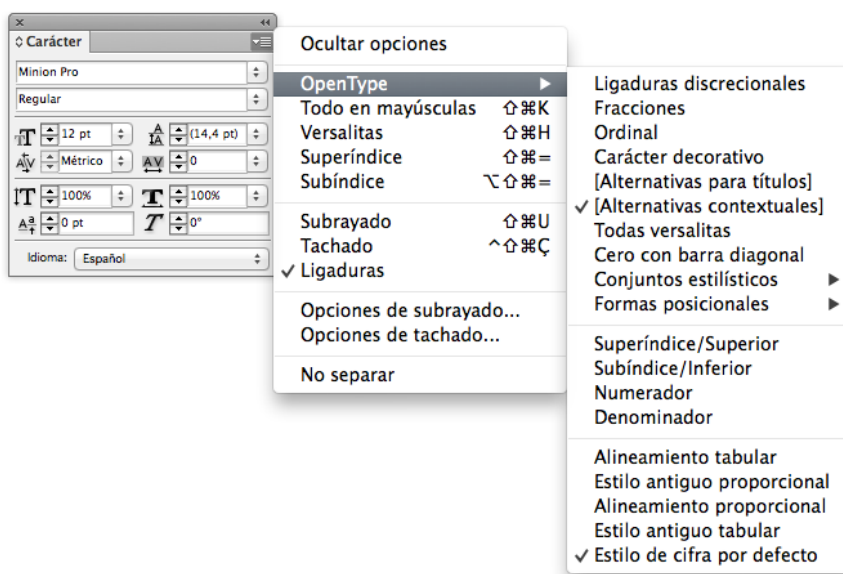 Carácter
Minion Pro
Regular
12 pt (14,4 pt)
Métrico 0
100% 100%
0 pt 0°
Idioma: Español
Ocultar opciones
OpenType
Todo en mayúsculas ⇧⌘K
Versalitas ⇧⌘H
Superíndice ⇧⌘=
Subíndice ⌥⇧⌘=
Subrayado ⇧⌘U
Tachado ^⇧⌘Ç
Ligaduras
Opciones de subrayado...
Opciones de tachado...
No separar
Ligaduras discrecionales
Fracciones
Ordinal
Carácter decorativo
[Alternativas para títulos]
[Alternativas contextuales]
Todas versalitas
Cero con barra diagonal
Conjuntos estilísticos
Formas posicionales
Superíndice/Superior
Subíndice/Inferior
Numerador
Denominador
Alineamiento tabular
Estilo antiguo proporcional
Alineamiento proporcional
Estilo antiguo tabular
Estilo de cifra por defecto